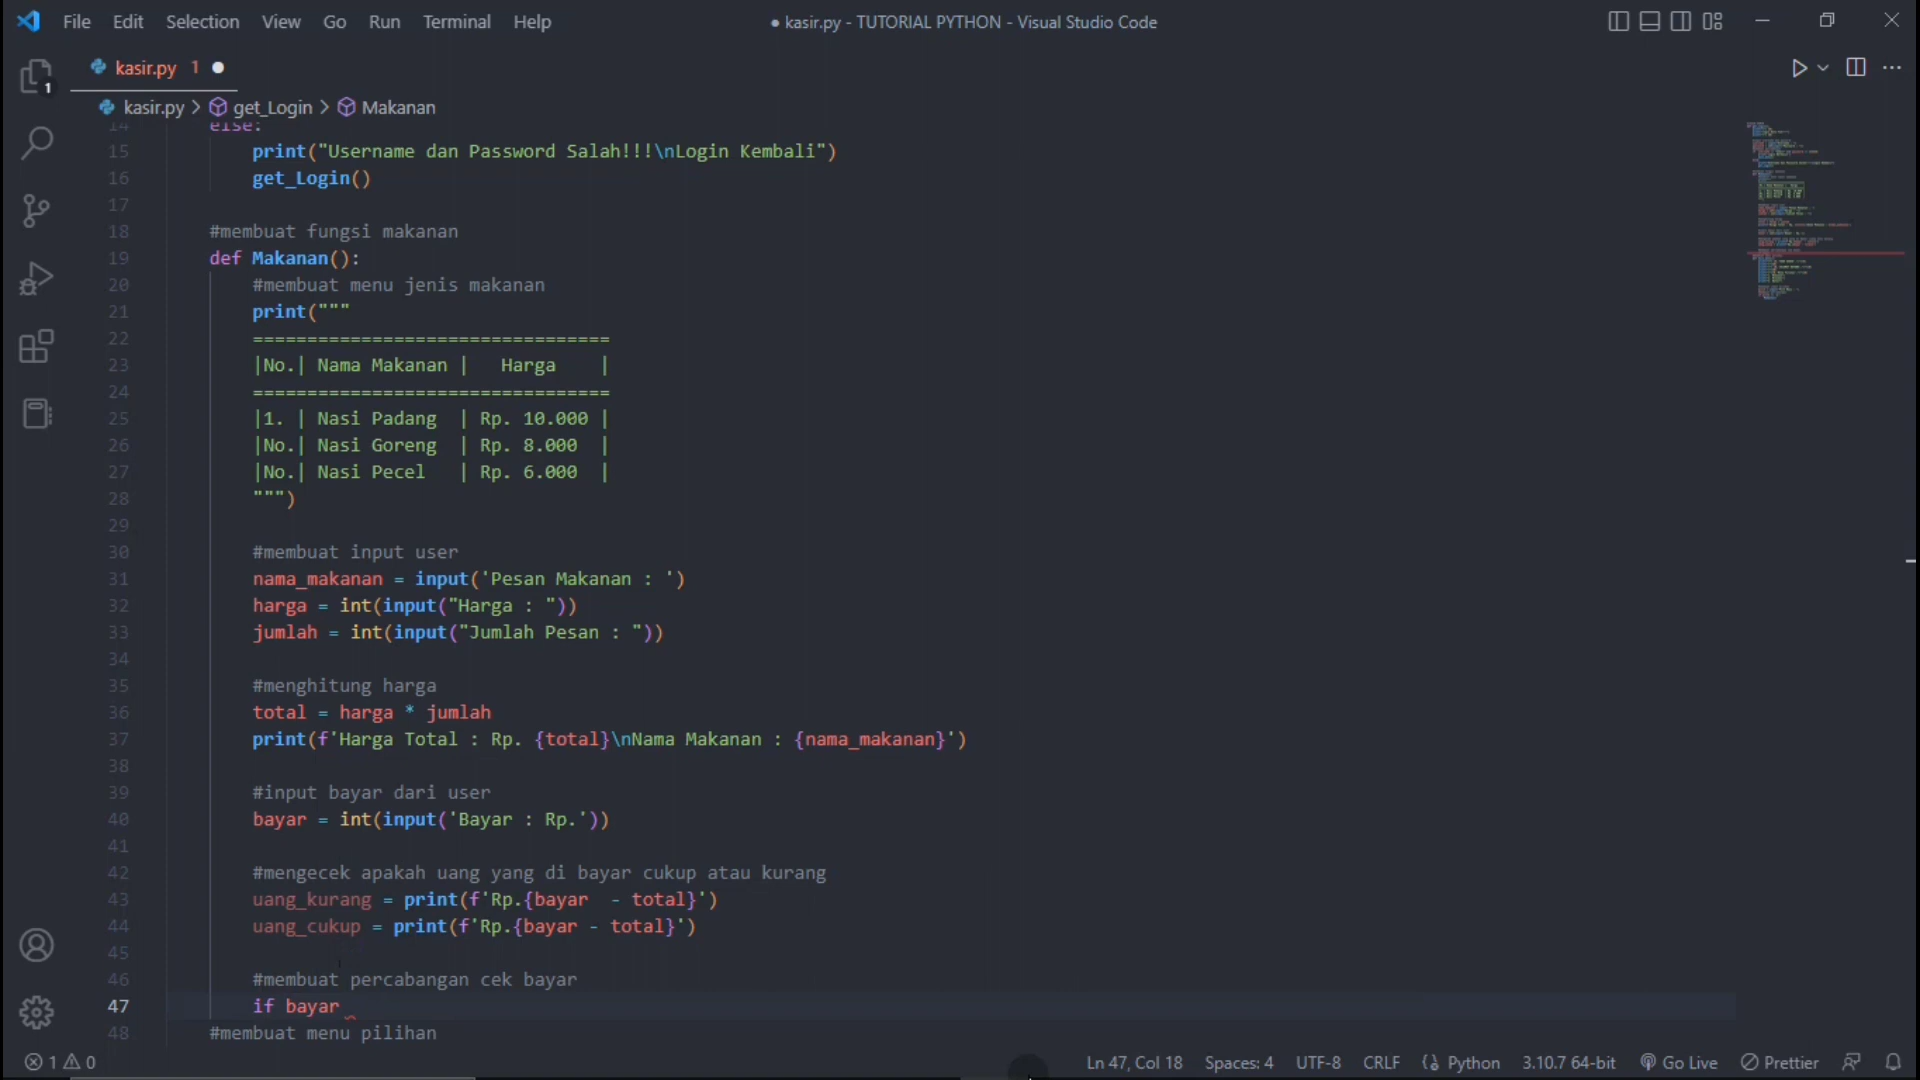 File Edit Selection View Go Run Terminal Help
● kasir.py - TUTORIAL PYTHON - Visual Studio Code
kasir.py 1 ●
kasir.py > get_Login > Makanan
1
14 else:
15 print("Username dan Password Salah!!!\nLogin Kembali")
16 get_Login()
17
18 #membuat fungsi makanan
19 def Makanan():
20 #membuat menu jenis makanan
21 print("""
22 =================================
23 |No.| Nama Makanan |   Harga    |
24 =================================
25 |1. | Nasi Padang  | Rp. 10.000 |
26 |No.| Nasi Goreng  | Rp. 8.000  |
27 |No.| Nasi Pecel   | Rp. 6.000  |
28 """)
29
30 #membuat input user
31 nama_makanan = input('Pesan Makanan : ')
32 harga = int(input("Harga : "))
33 jumlah = int(input("Jumlah Pesan : "))
34
35 #menghitung harga
36 total = harga * jumlah
37 print(f'Harga Total : Rp. {total}\nNama Makanan : {nama_makanan}')
38
39 #input bayar dari user
40 bayar = int(input('Bayar : Rp.'))
41
42 #mengecek apakah uang yang di bayar cukup atau kurang
43 uang_kurang = print(f'Rp.{bayar  - total}')
44 uang_cukup = print(f'Rp.{bayar - total}')
45
46 #membuat percabangan cek bayar
47 if bayar
48 #membuat menu pilihan
1 0 Ln 47, Col 18 Spaces: 4 UTF-8 CRLF Python 3.10.7 64-bit Go Live Prettier